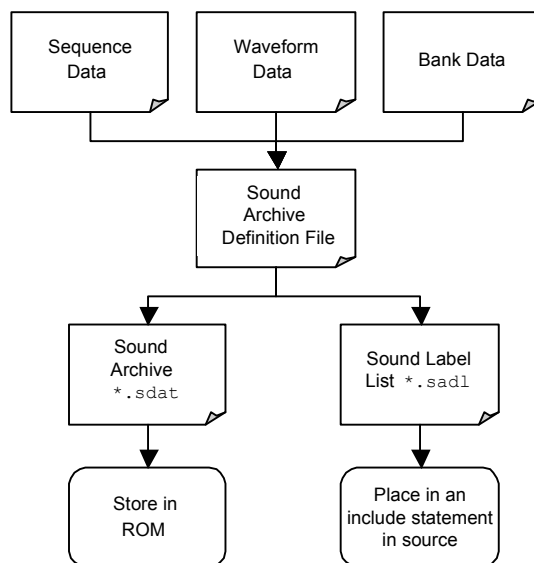 Sequence
Data
Waveform
Data
Bank Data
Sound
Archive
Definition File
Sound
Archive
*.sdat
Sound Label
List *.sadl
Store in
ROM
Place in an
include statement
in source